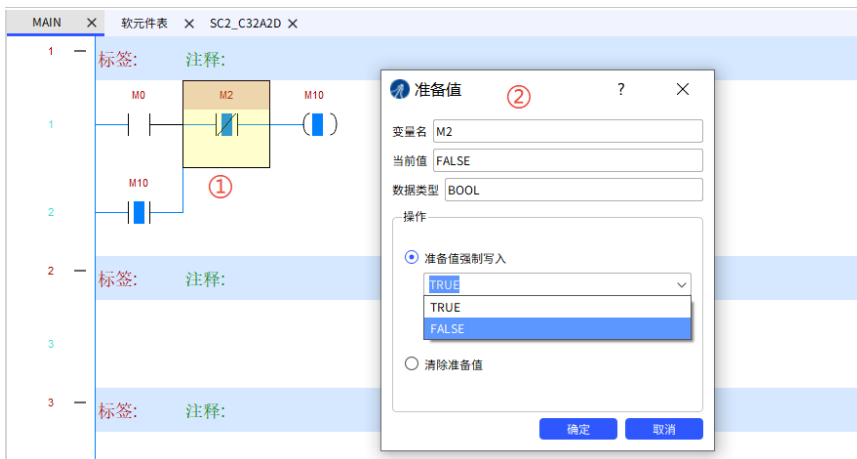 MAIN 软元件表 SC2_C32A2D
1 标签: 注释:
M0 M2 M10
1
①
M10
2
2 标签: 注释:
3
3 标签: 注释:
准备值 ② ?
变量名 M2
当前值 FALSE
数据类型 BOOL
操作
准备值强制写入
TRUE
TRUE
FALSE
清除准备值
确定 取消